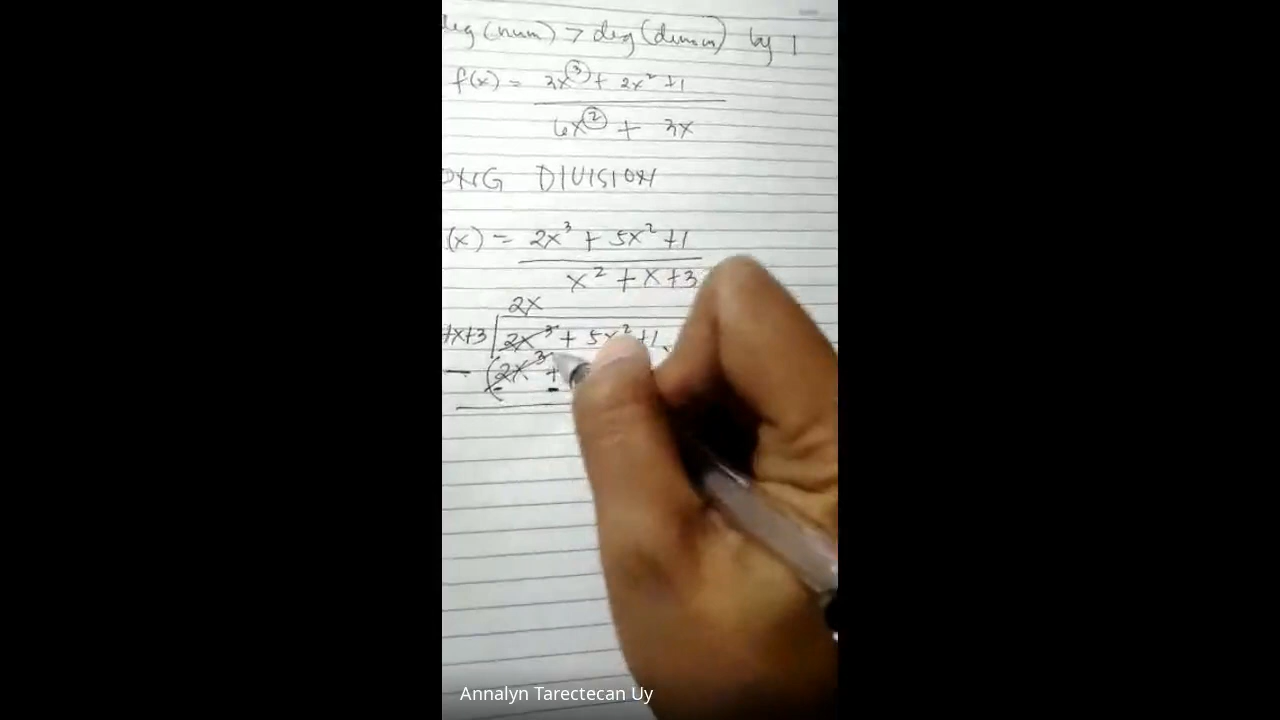 deg (num) > deg (denom) by 1
f(x) = 3x³ + 2x² + 1
6x² + 3x
DIVISION
(x) = 2x³ + 5x² + 1
x² + x + 3
2x
+x+3 2x³ + 5x² + 1
- (2x³ +
Annalyn Tarectecan Uy